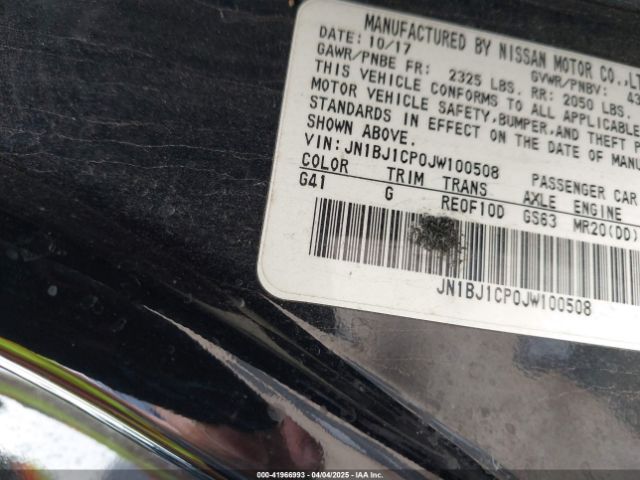 MANUFACTURED BY NISSAN MOTOR CO.,LT
DATE: 10/17 GVWR/PNBV: 43
GAWR/PNBE FR: 2325 LBS. RR: 2050 LBS.
THIS VEHICLE CONFORMS TO ALL APPLICABLE
MOTOR VEHICLE SAFETY,BUMPER,AND THEFT P
STANDARDS IN EFFECT ON THE DATE OF MANU
SHOWN ABOVE.
VIN: JN1BJ1CP0JW100508 PASSENGER CAR
COLOR TRIM TRANS AXLE ENGINE
G41 G RE0F10D GS63 MR20(DD)
JN1BJ1CP0JW100508
000-41966993 - 04/04/2025 - IAAI, Inc.